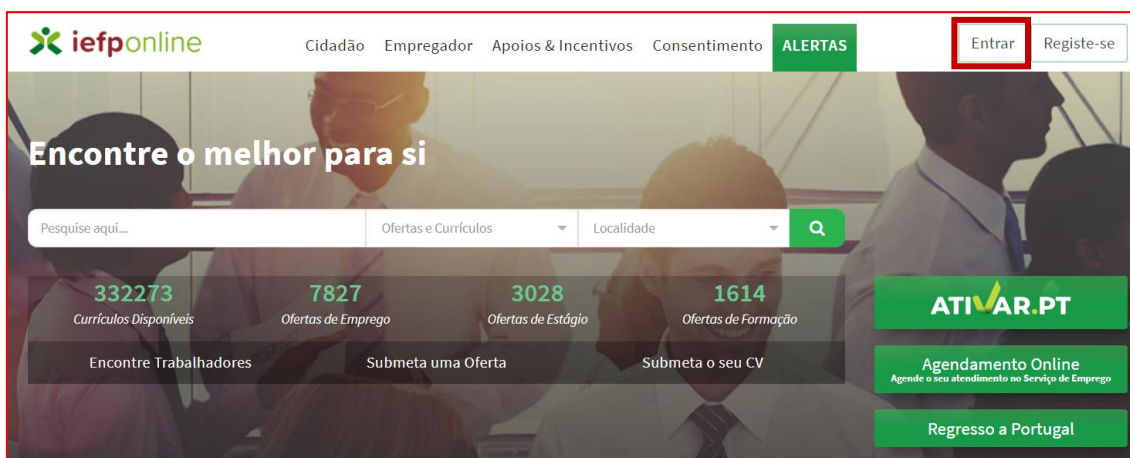 iefponline
Cidadão Empregador Apoios & Incentivos Consentimento ALERTAS Entrar Registe-se
Encontre o melhor para si
Pesquise aqui... Ofertas e Currículos Localidade
332273 7827 3028 1614
Currículos Disponíveis Ofertas de Emprego Ofertas de Estágio Ofertas de Formação
Encontre Trabalhadores Submeta uma Oferta Submeta o seu CV
ATIVAR.PT
Agendamento Online
Agende o seu atendimento no Serviço de Emprego
Regresso a Portugal